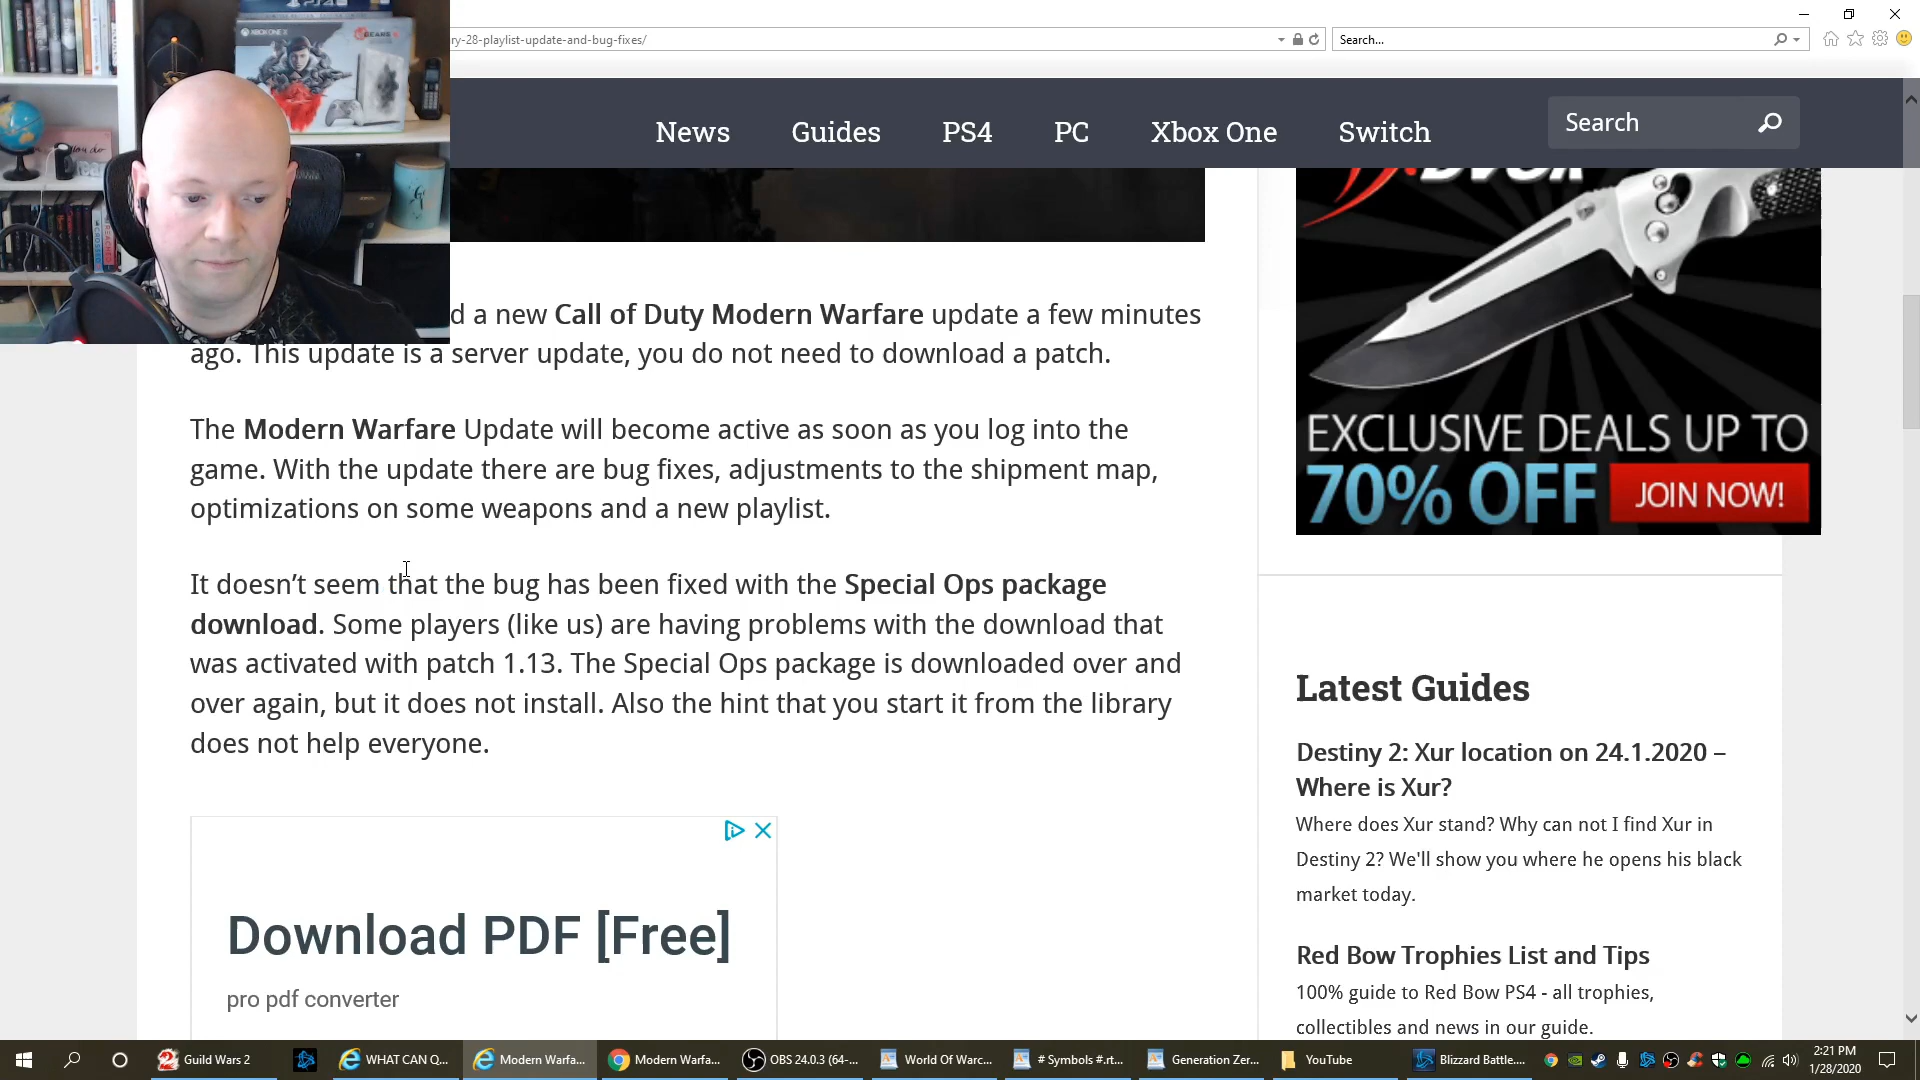 ry-28-playlist-update-and-bug-fixes/
Search...
News
Guides
PS4
PC
Xbox One
Switch
Search
XBOX ONE X
GEARS
d a new Call of Duty Modern Warfare update a few minutes
ago. This update is a server update, you do not need to download a patch.
The Modern Warfare Update will become active as soon as you log into the
game. With the update there are bug fixes, adjustments to the shipment map,
optimizations on some weapons and a new playlist.
It doesn’t seem that the bug has been fixed with the Special Ops package
download. Some players (like us) are having problems with the download that
was activated with patch 1.13. The Special Ops package is downloaded over and
over again, but it does not install. Also the hint that you start it from the library
does not help everyone.
Download PDF [Free]
pro pdf converter
EXCLUSIVE DEALS UP TO
70% OFF JOIN NOW!
Latest Guides
Destiny 2: Xur location on 24.1.2020 –
Where is Xur?
Where does Xur stand? Why can not I find Xur in
Destiny 2? We'll show you where he opens his black
market today.
Red Bow Trophies List and Tips
100% guide to Red Bow PS4 - all trophies,
collectibles and news in our guide.
Guild Wars 2
WHAT CAN Q...
Modern Warfa...
Modern Warfa...
OBS 24.0.3 (64-...
World Of Warc...
# Symbols #.rt...
Generation Zer...
YouTube
Blizzard Battle....
2:21 PM
1/28/2020